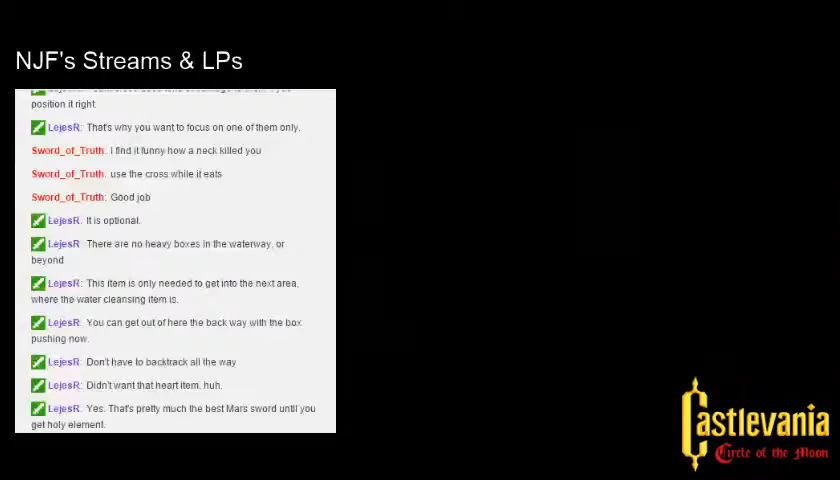 NJF's Streams & LPs
position it right
LejesR: That's why you want to focus on one of them only.
Sword_of_Truth: I find it funny how a neck killed you
Sword_of_Truth: use the cross while it eats
Sword_of_Truth: Good job
LejesR: It is optional.
LejesR: There are no heavy boxes in the waterway, or
beyond
LejesR: This item is only needed to get into the next area,
where the water cleansing item is.
LejesR: You can get out of here the back way with the box
pushing now.
LejesR: Don't have to backtrack all the way
LejesR: Didn't want that heart item, huh.
LejesR: Yes. That's pretty much the best Mars sword until you
get holy element.
Castlevania
Circle of the Moon